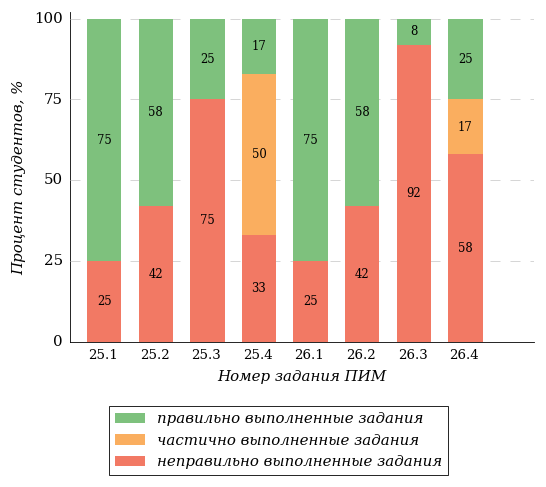 Процент студентов, %
100
75
50
25
0
75 58 25 17 75 58 8 25
50 17
25 42 75 33 25 42 92 58
25.1 25.2 25.3 25.4 26.1 26.2 26.3 26.4
Номер задания ПИМ
правильно выполненные задания
частично выполненные задания
неправильно выполненные задания